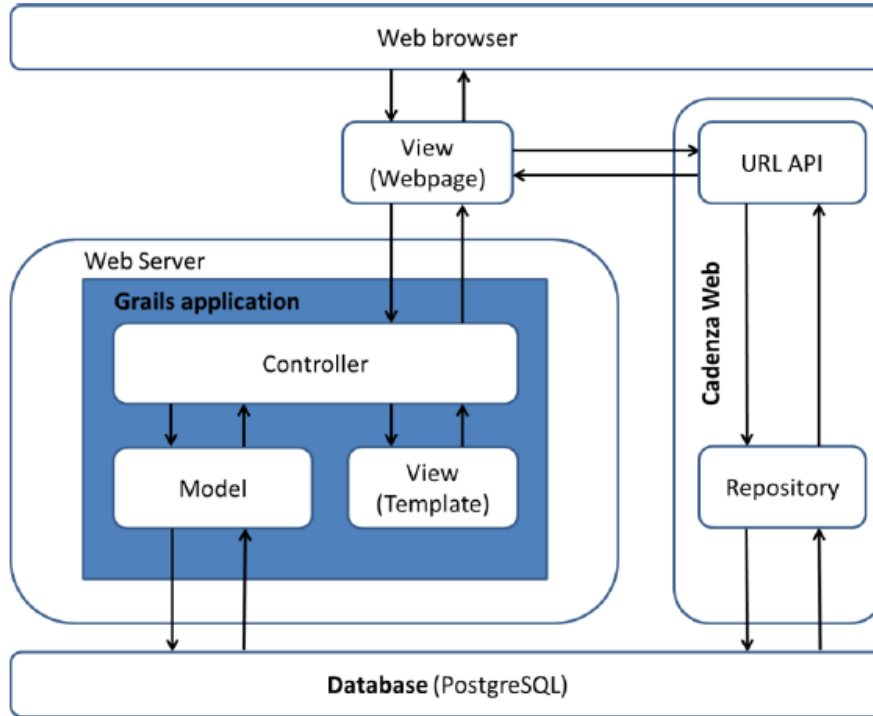 Web browser
View
(Webpage)
URL API
Web Server
Grails application
Controller
Cadenza Web
Model
View
(Template)
Repository
Database (PostgreSQL)